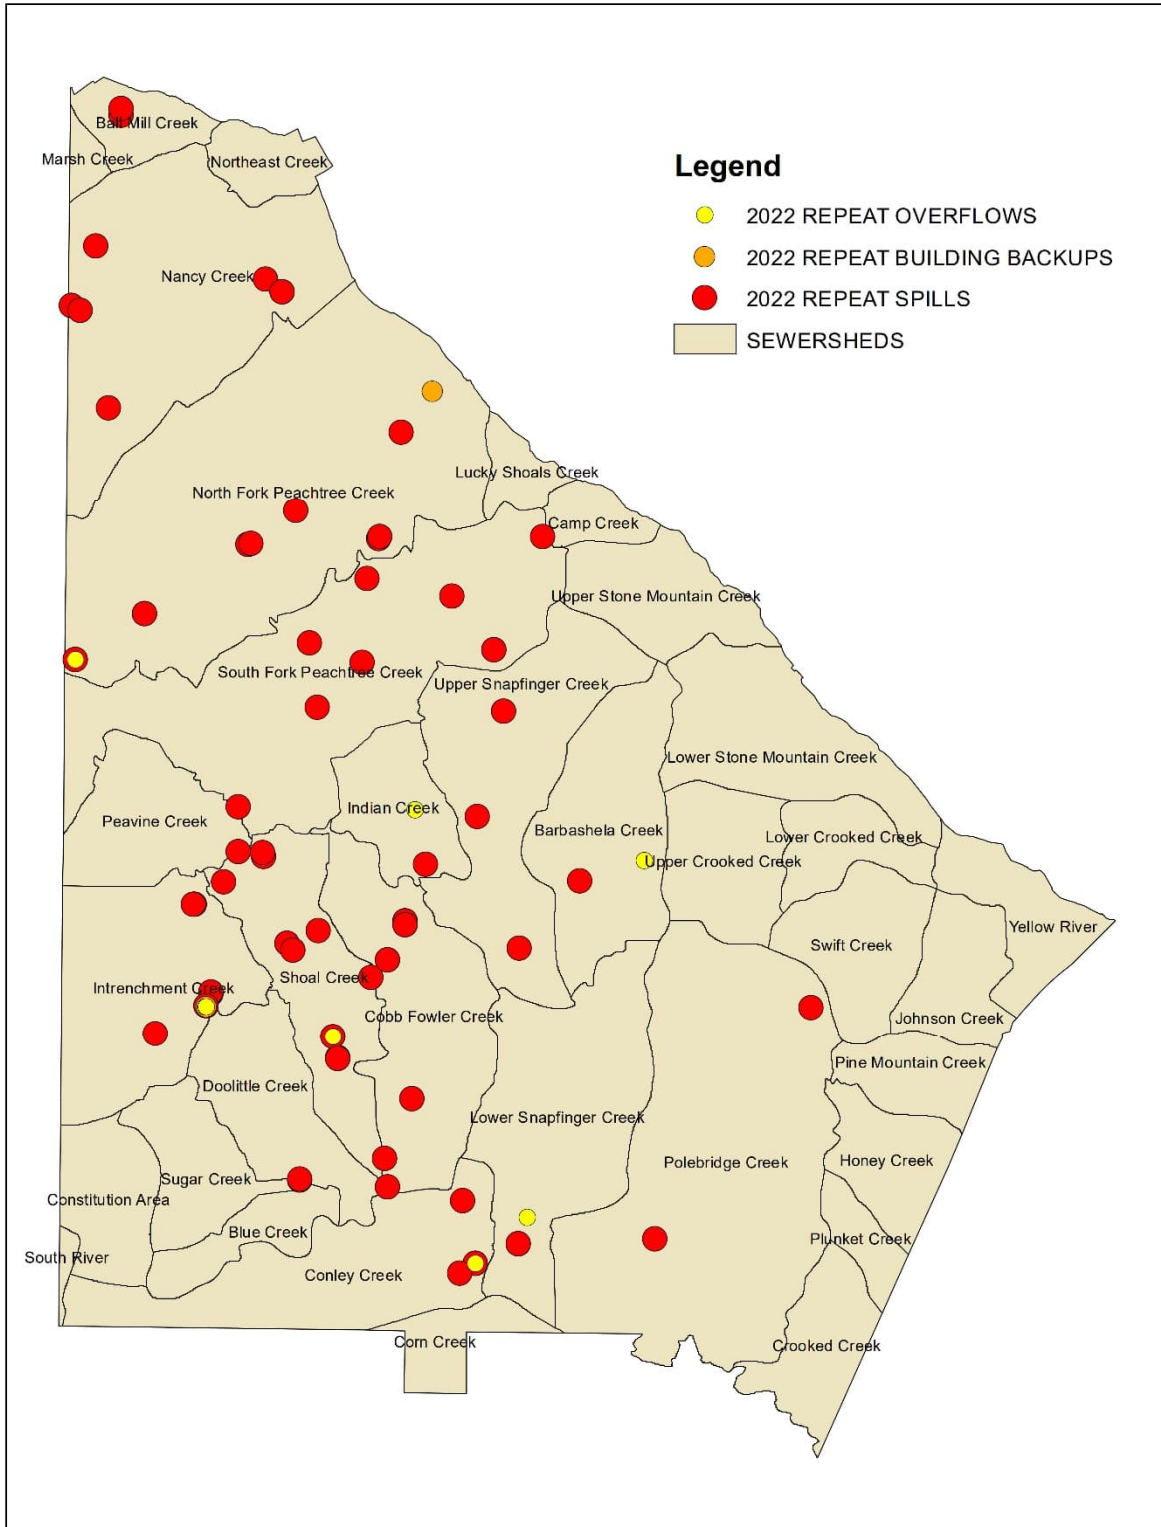 Ball Mill Creek
Marsh Creek
Northeast Creek
Legend
2022 REPEAT OVERFLOWS
2022 REPEAT BUILDING BACKUPS
2022 REPEAT SPILLS
SEWERSHEDS
Nancy Creek
Lucky Shoals Creek
North Fork Peachtree Creek
Camp Creek
Upper Stone Mountain Creek
South Fork Peachtree Creek
Upper Snapfinger Creek
Lower Stone Mountain Creek
Indian Creek
Peavine Creek
Barbashela Creek
Lower Crooked Creek
Upper Crooked Creek
Yellow River
Swift Creek
Shoal Creek
Intrenchment Creek
Cobb Fowler Creek
Johnson Creek
Pine Mountain Creek
Doolittle Creek
Lower Snapfinger Creek
Polebridge Creek
Honey Creek
Sugar Creek
Constitution Area
Blue Creek
Plunket Creek
South River
Conley Creek
Corn Creek
Crooked Creek